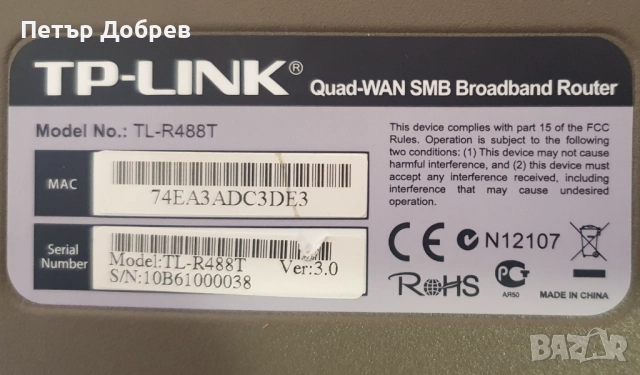 Петър Добрев
TP-LINK® Quad-WAN SMB Broadband Router
Model No.: TL-R488T
MAC
74EA3ADC3DE3
Serial Number
Model:TL-R488T Ver:3.0
S/N:10B61000038
This device complies with part 15 of the FCC
Rules. Operation is subject to the following
two conditions: (1) This device may not cause
harmful interference, and (2) this device must
accept any interference received, including
interference that may cause undesired
operation.
CE N12107
RoHS PCT MADE IN CHINA
AR50
BAZAR